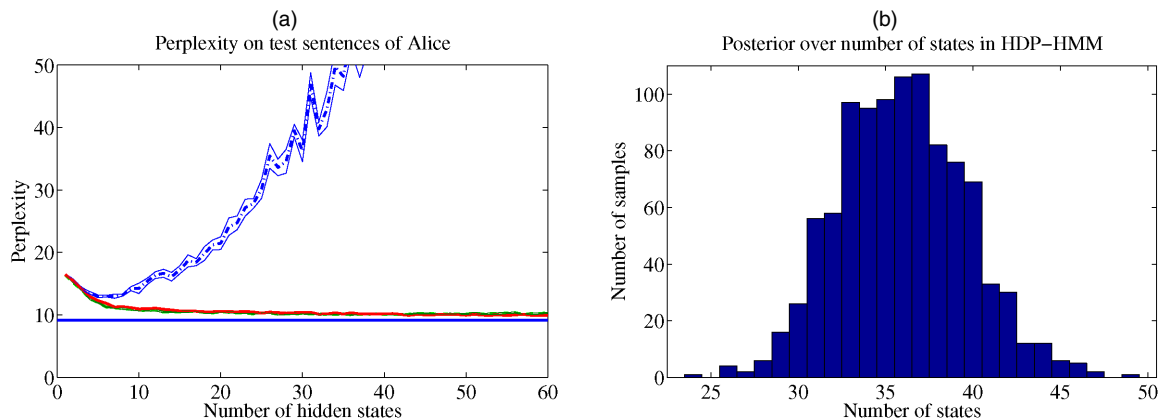 (a)
Perplexity on test sentences of Alice
50
40
30
20
10
0
Perplexity
0 10 20 30 40 50 60
Number of hidden states
(b)
Posterior over number of states in HDP−HMM
100
80
60
40
20
0
Number of samples
25 30 35 40 45 50
Number of states